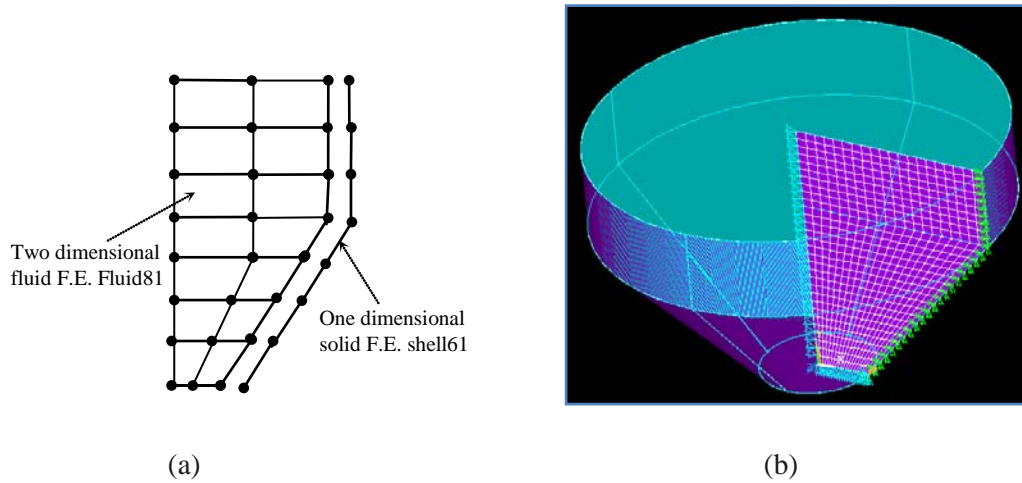 Two dimensional
fluid F.E. Fluid81
One dimensional
solid F.E. shell61
(a)
(b)